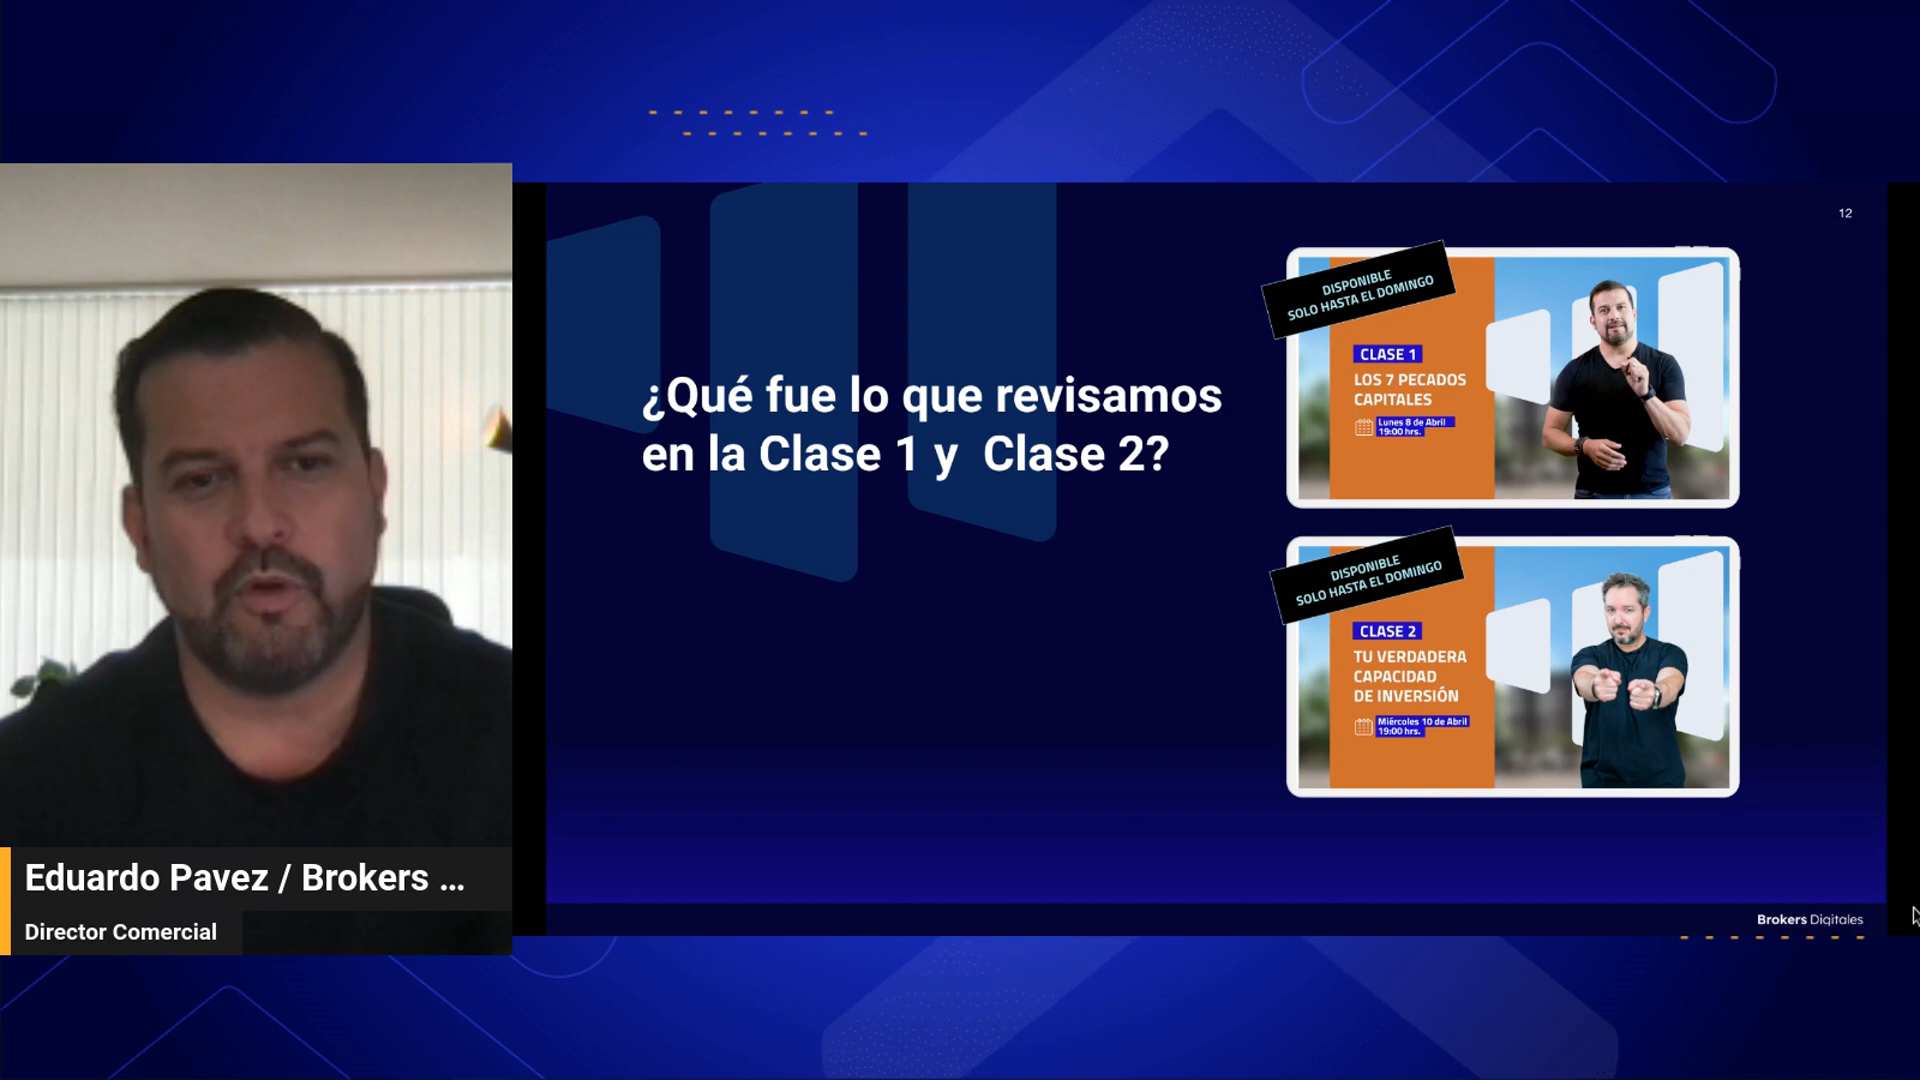 12
¿Qué fue lo que revisamos
en la Clase 1 y  Clase 2?
DISPONIBLE
SOLO HASTA EL DOMINGO
CLASE 1
LOS 7 PECADOS
CAPITALES
Lunes 8 de Abril
19:00 hrs.
DISPONIBLE
SOLO HASTA EL DOMINGO
CLASE 2
TU VERDADERA
CAPACIDAD
DE INVERSIÓN
Miércoles 10 de Abril
19:00 hrs.
Eduardo Pavez / Brokers ...
Director Comercial
Brokers Digitales